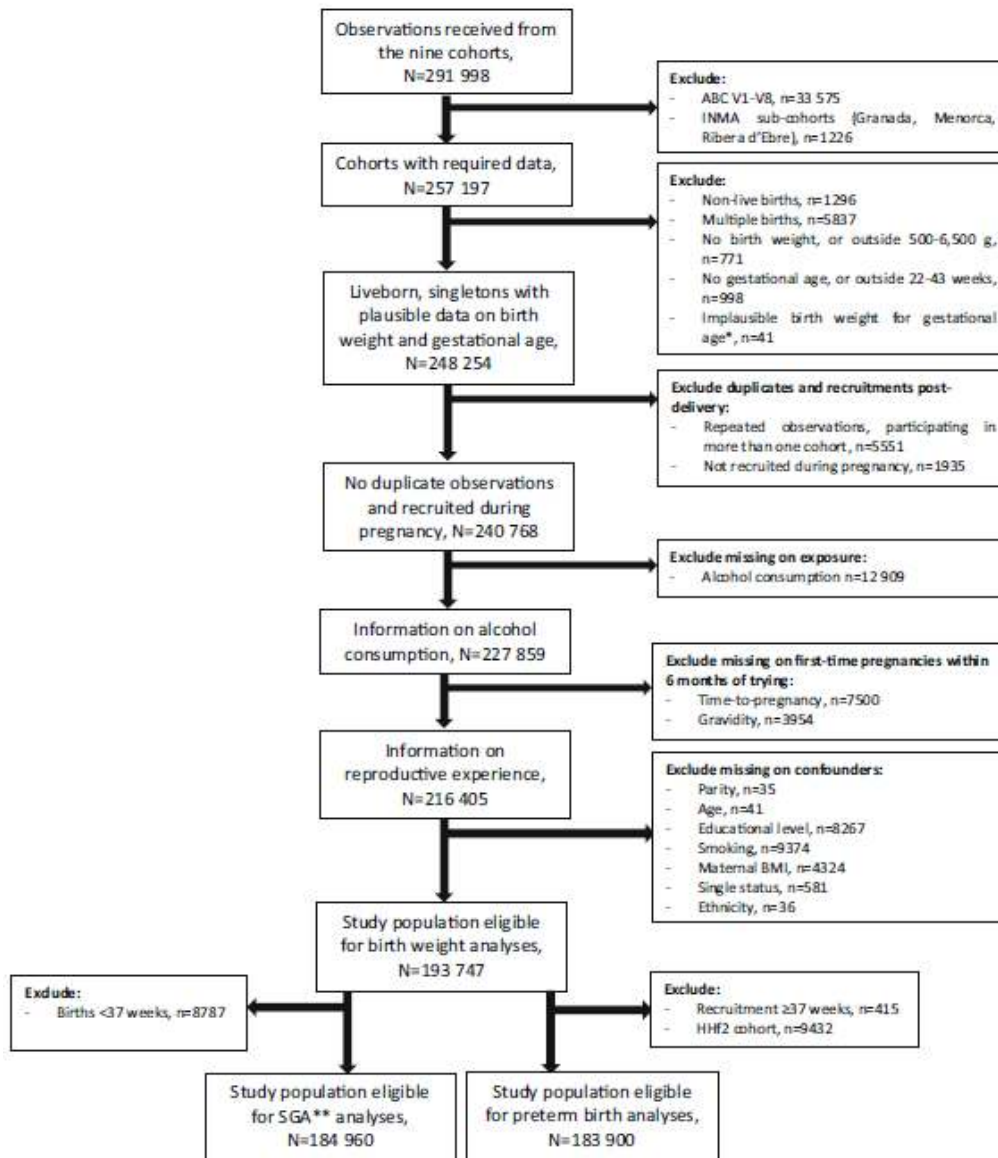 Observations received from
the nine cohorts,
N=291 998
Exclude:
- ABC V1-V8, n=33 575
- INMA sub-cohorts (Granada, Menorca,
Ribera d'Ebre), n=1226
Cohorts with required data,
N=257 197
Exclude:
- Non-live births, n=1296
- Multiple births, n=5837
- No birth weight, or outside 500-6,500 g,
n=771
- No gestational age, or outside 22-43 weeks,
n=998
- Implausible birth weight for gestational
age*, n=41
Liveborn, singletons with
plausible data on birth
weight and gestational age,
N=248 254
Exclude duplicates and recruitments post-
delivery:
- Repeated observations, participating in
more than one cohort, n=5551
- Not recruited during pregnancy, n=1935
No duplicate observations
and recruited during
pregnancy, N=240 768
Exclude missing on exposure:
- Alcohol consumption n=12 909
Information on alcohol
consumption, N=227 859
Exclude missing on first-time pregnancies within
6 months of trying:
- Time-to-pregnancy, n=7500
- Gravidity, n=3954
Information on
reproductive experience,
N=216 405
Exclude missing on confounders:
- Parity, n=35
- Age, n=41
- Educational level, n=8267
- Smoking, n=9374
- Maternal BMI, n=4324
- Single status, n=581
- Ethnicity, n=36
Study population eligible
for birth weight analyses,
N=193 747
Exclude:
- Births <37 weeks, n=8787
Exclude:
- Recruitment ≥37 weeks, n=415
- HHf2 cohort, n=9432
Study population eligible
for SGA** analyses,
N=184 960
Study population eligible
for preterm birth analyses,
N=183 900